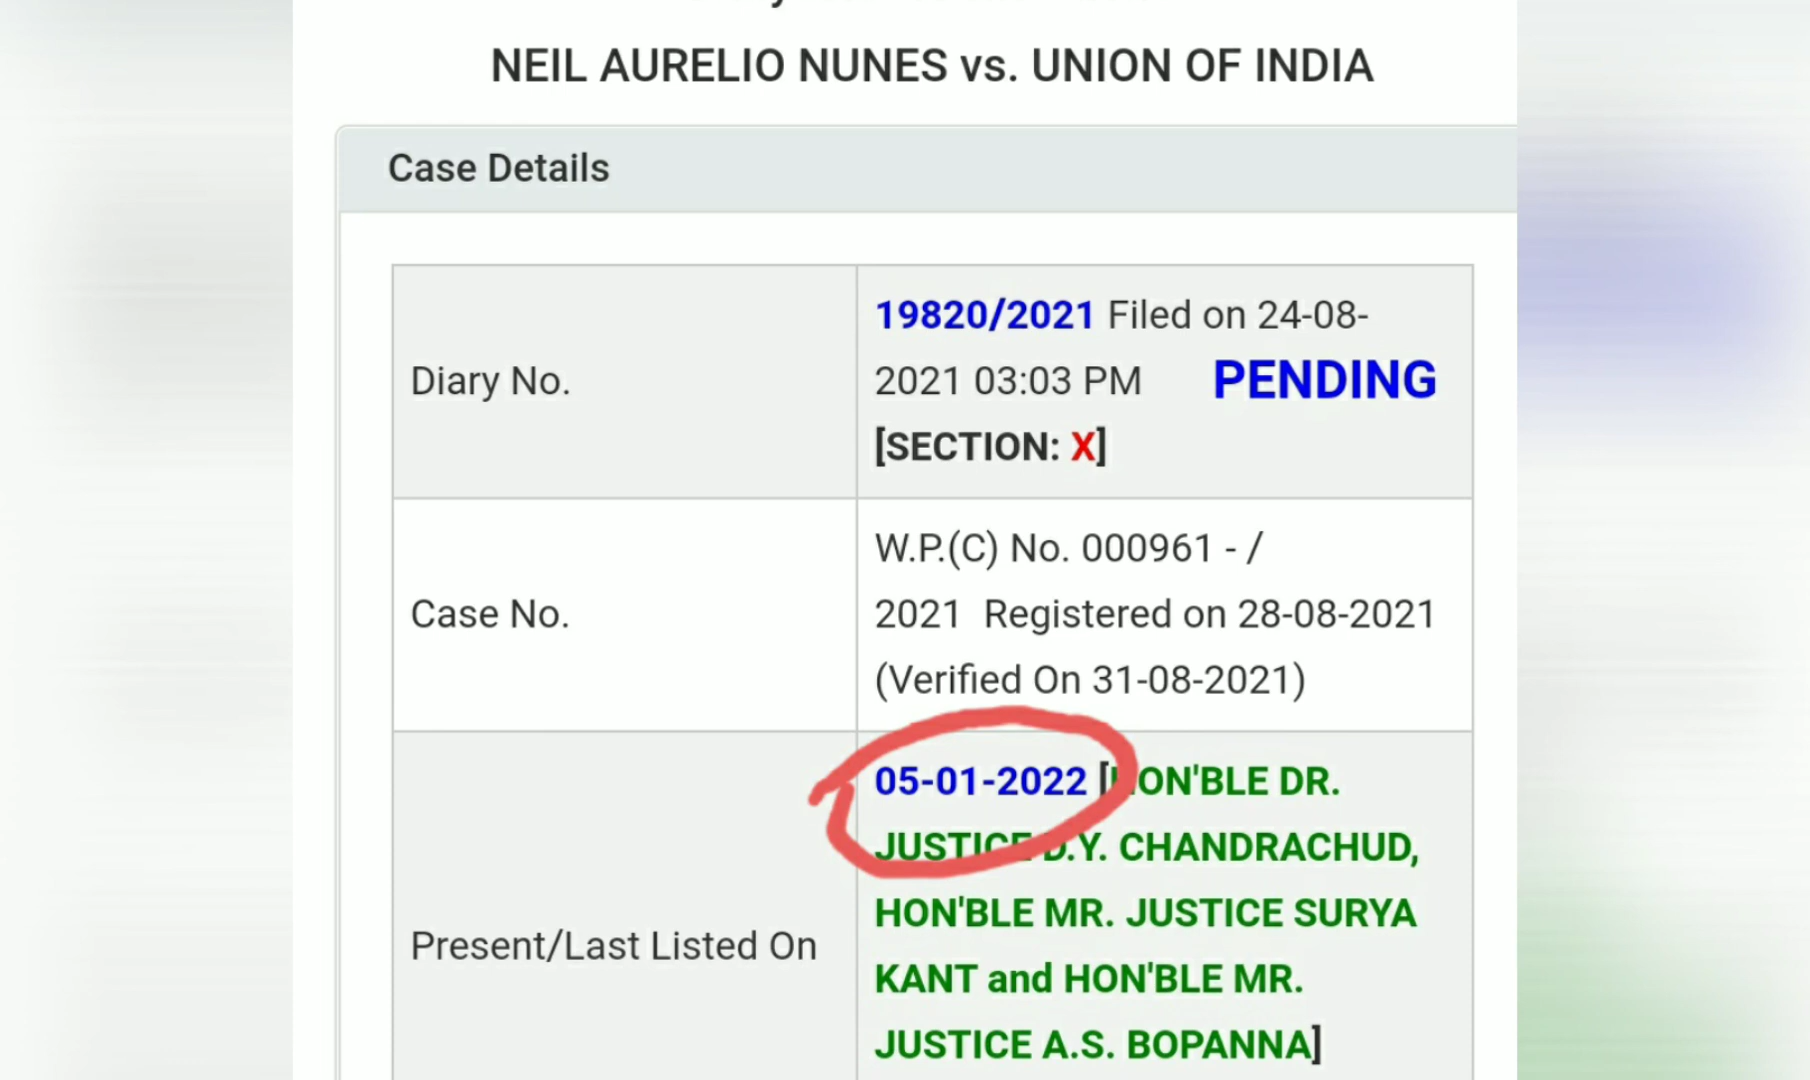 NEIL AURELIO NUNES vs. UNION OF INDIA
Case Details
Diary No.
19820/2021 Filed on 24-08-
2021 03:03 PM PENDING
[SECTION: X]
Case No.
W.P.(C) No. 000961 - /
2021 Registered on 28-08-2021
(Verified On 31-08-2021)
Present/Last Listed On
05-01-2022 [HON'BLE DR.
JUSTICE D.Y. CHANDRACHUD,
HON'BLE MR. JUSTICE SURYA
KANT and HON'BLE MR.
JUSTICE A.S. BOPANNA]